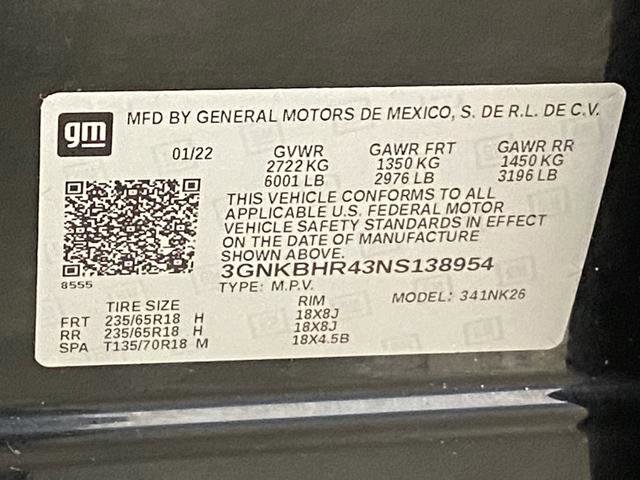 gm
MFD BY GENERAL MOTORS DE MEXICO, S. DE R.L. DE C.V.
01/22 GVWR GAWR FRT GAWR RR
2722 KG 1350 KG 1450 KG
6001 LB 2976 LB 3196 LB
THIS VEHICLE CONFORMS TO ALL
APPLICABLE U.S. FEDERAL MOTOR
VEHICLE SAFETY STANDARDS IN EFFECT
ON THE DATE OF MANUFACTURE
SHOWN ABOVE.
3GNKBHR43NS138954
8555
TYPE: M.P.V. MODEL: 341NK26
TIRE SIZE RIM
FRT 235/65R18 H 18X8J
RR 235/65R18 H 18X8J
SPA T135/70R18 M 18X4.5B